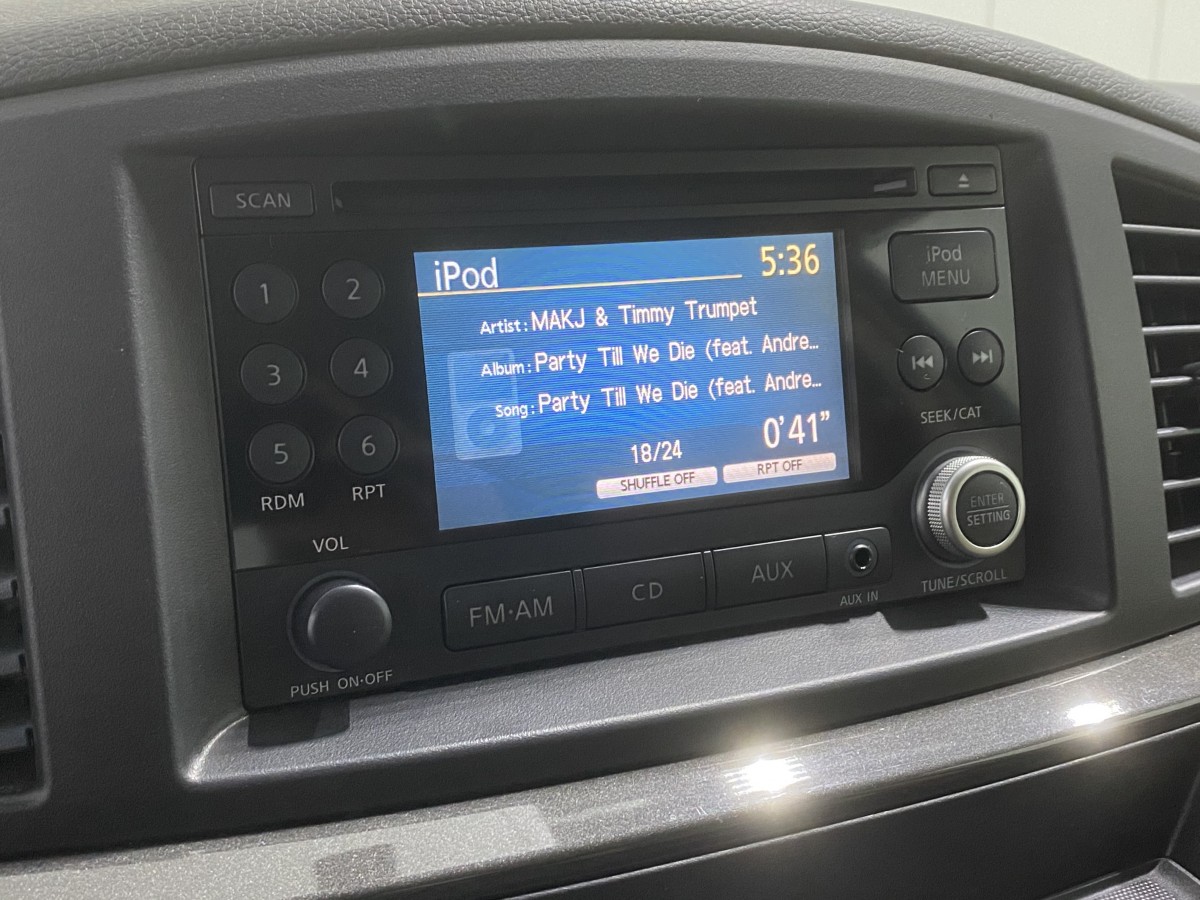 SCAN
iPod
MENU
1
2
3
4
5
6
RDM
RPT
iPod
5:36
Artist: MAKJ & Timmy Trumpet
Album: Party Till We Die (feat. Andre...
Song: Party Till We Die (feat. Andre...
18/24
0'41"
SHUFFLE OFF
RPT OFF
SEEK/CAT
ENTER
SETTING
TUNE/SCROLL
VOL
PUSH ON·OFF
FM·AM
CD
AUX
AUX IN